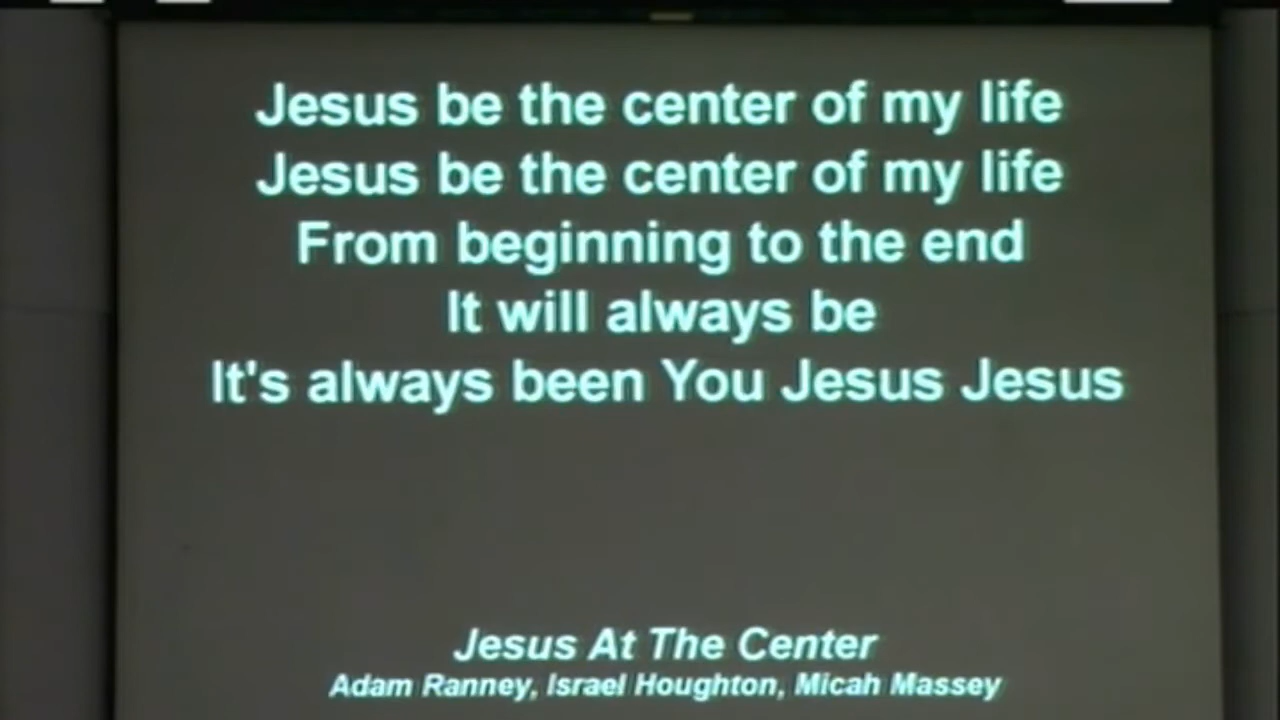 Jesus be the center of my life
Jesus be the center of my life
From beginning to the end
It will always be
It's always been You Jesus Jesus
Jesus At The Center
Adam Ranney, Israel Houghton, Micah Massey